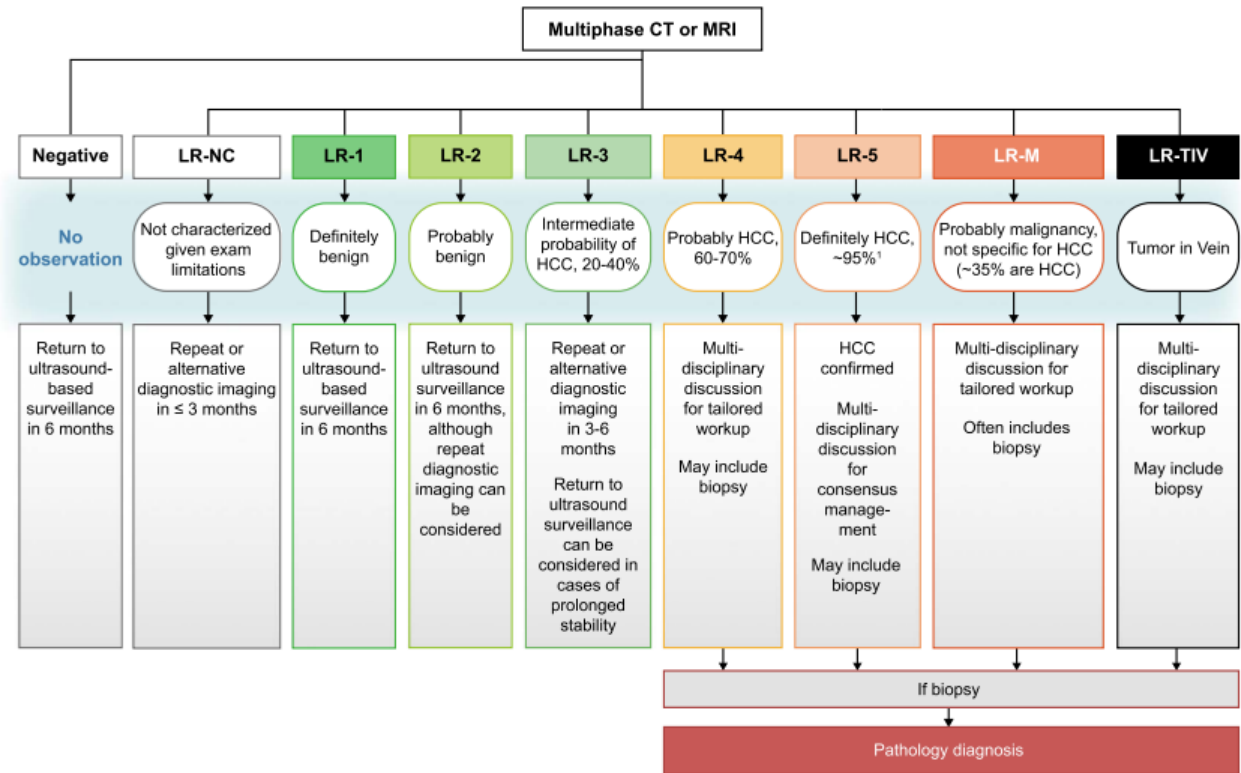 Multiphase CT or MRI
Negative
LR-NC
LR-1
LR-2
LR-3
LR-4
LR-5
LR-M
LR-TIV
No
observation
Not characterized
given exam
limitations
Definitely
benign
Probably
benign
Intermediate
probability of
HCC, 20-40%
Probably HCC,
60-70%
Definitely HCC,
~95%¹
Probably malignancy,
not specific for HCC
(~35% are HCC)
Tumor in Vein
Return to
ultrasound-
based
surveillance
in 6 months
Repeat or
alternative
diagnostic imaging
in ≤ 3 months
Return to
ultrasound-
based
surveillance
in 6 months
Return to
ultrasound
surveillance
in 6 months,
although
repeat
diagnostic
imaging can
be
considered
Repeat or
alternative
diagnostic
imaging
in 3-6
months
Return to
ultrasound
surveillance
can be
considered in
cases of
prolonged
stability
Multi-
disciplinary
discussion
for tailored
workup
May include
biopsy
HCC
confirmed
Multi-
disciplinary
discussion
for
consensus
manage-
ment
May include
biopsy
Multi-disciplinary
discussion for
tailored workup
Often includes
biopsy
Multi-
disciplinary
discussion
for tailored
workup
May include
biopsy
If biopsy
Pathology diagnosis